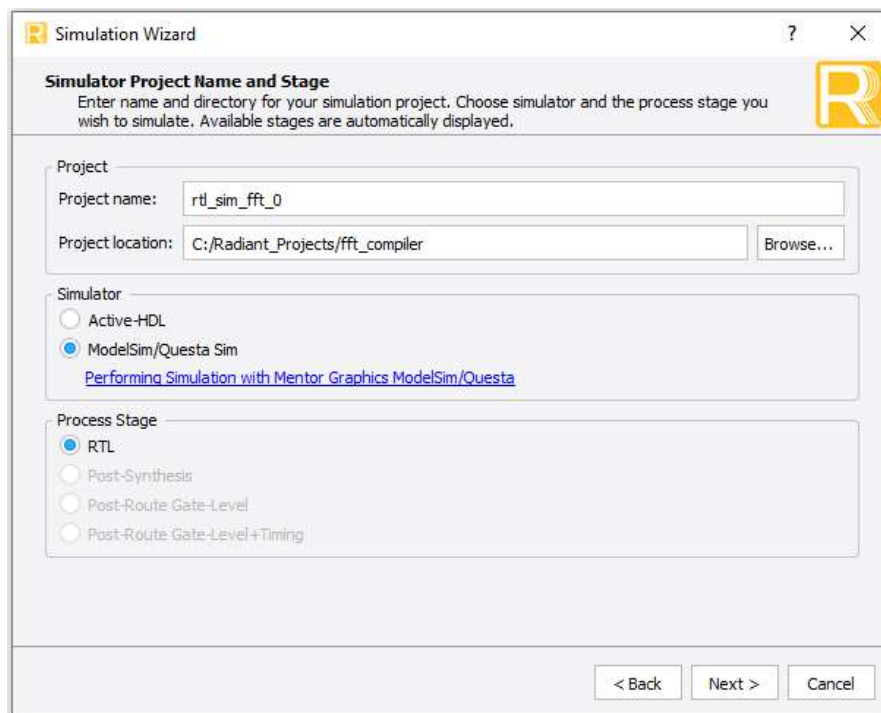 Simulation Wizard ? X
Simulator Project Name and Stage
Enter name and directory for your simulation project. Choose simulator and the process stage you
wish to simulate. Available stages are automatically displayed.
Project
Project name: rtl_sim_fft_0
Project location: C:/Radiant_Projects/fft_compiler Browse...
Simulator
Active-HDL
ModelSim/Questa Sim
Performing Simulation with Mentor Graphics ModelSim/Questa
Process Stage
RTL
Post-Synthesis
Post-Route Gate-Level
Post-Route Gate-Level+Timing
< Back Next > Cancel